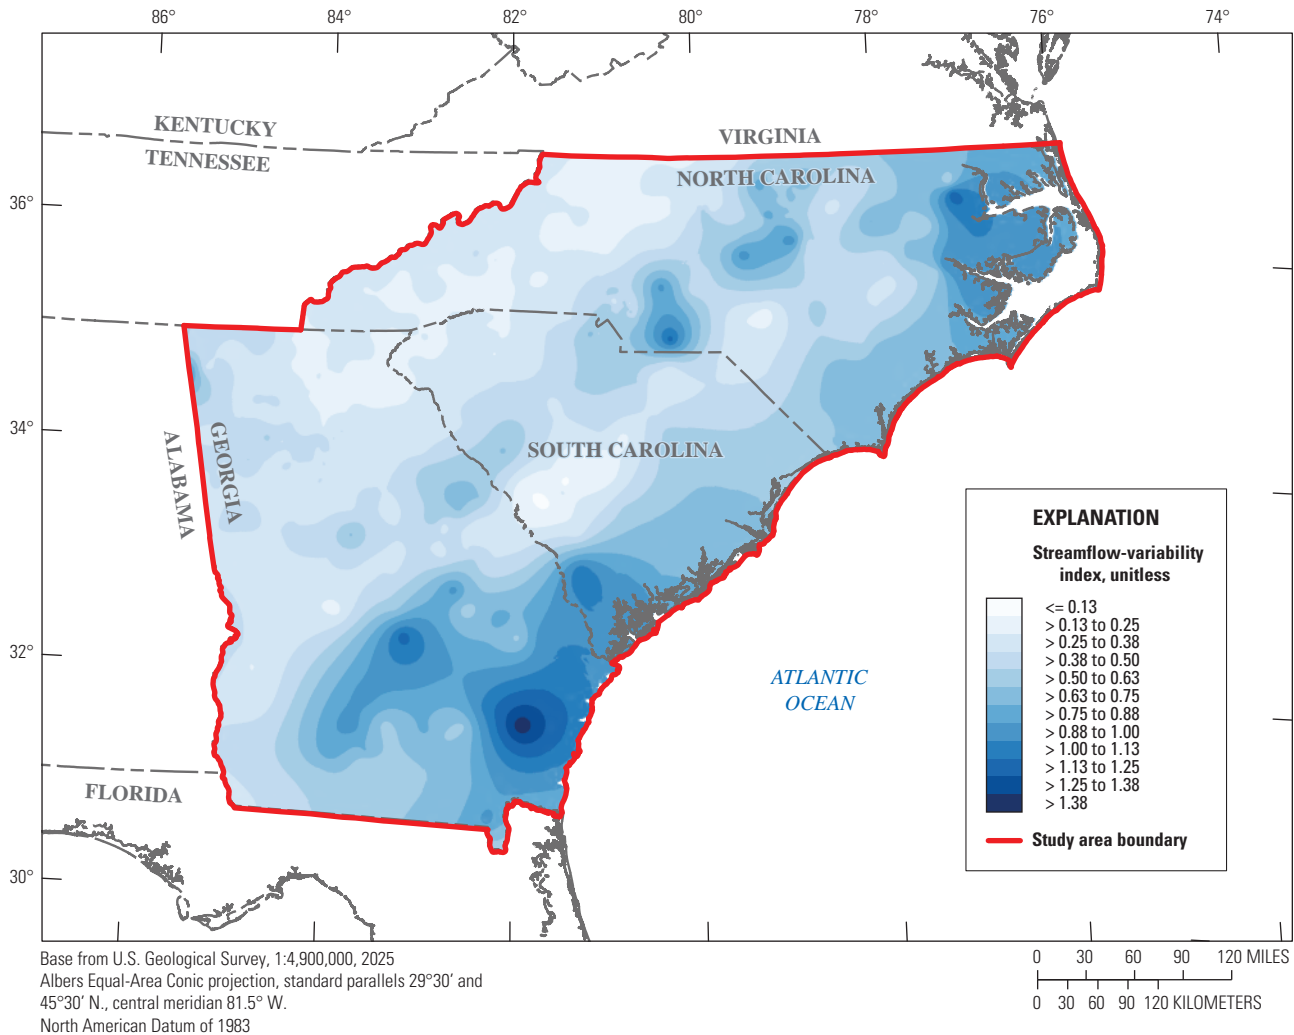 86° 84° 82° 80° 78° 76° 74°
KENTUCKY
TENNESSEE
VIRGINIA
NORTH CAROLINA
36°
34°
32°
30°
ALABAMA
GEORGIA
SOUTH CAROLINA
FLORIDA
ATLANTIC
OCEAN
EXPLANATION
Streamflow-variability
index, unitless
<= 0.13
> 0.13 to 0.25
> 0.25 to 0.38
> 0.38 to 0.50
> 0.50 to 0.63
> 0.63 to 0.75
> 0.75 to 0.88
> 0.88 to 1.00
> 1.00 to 1.13
> 1.13 to 1.25
> 1.25 to 1.38
> 1.38
Study area boundary
Base from U.S. Geological Survey, 1:4,900,000, 2025
Albers Equal-Area Conic projection, standard parallels 29°30′ and
45°30′ N., central meridian 81.5° W.
North American Datum of 1983
0 30 60 90 120 MILES
0 30 60 90 120 KILOMETERS